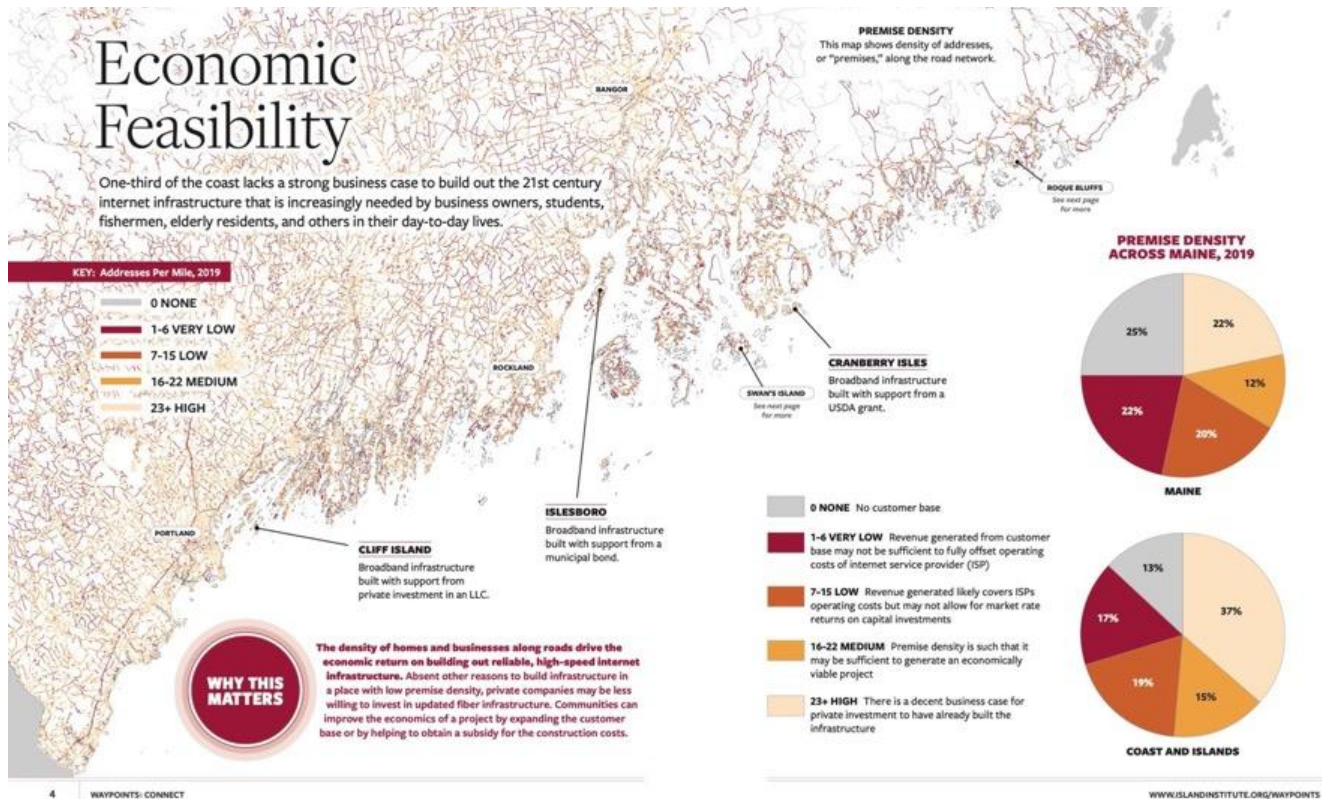 Economic
Feasibility
One-third of the coast lacks a strong business case to build out the 21st century
internet infrastructure that is increasingly needed by business owners, students,
fishermen, elderly residents, and others in their day-to-day lives.
KEY: Addresses Per Mile, 2019
0 NONE
1-6 VERY LOW
7-15 LOW
16-22 MEDIUM
23+ HIGH
PREMISE DENSITY
This map shows density of addresses,
or "premises," along the road network.
BANGOR
ROQUE BLUFFS
See next page
for more
ROCKLAND
SWAN'S ISLAND
See next page
for more
CRANBERRY ISLES
Broadband infrastructure
built with support from a
USDA grant.
PORTLAND
CLIFF ISLAND
Broadband infrastructure
built with support from
private investment in an LLC.
ISLESBORO
Broadband infrastructure
built with support from a
municipal bond.
WHY THIS
MATTERS
The density of homes and businesses along roads drive the
economic return on building out reliable, high-speed internet
infrastructure. Absent other reasons to build infrastructure in
a place with low premise density, private companies may be less
willing to invest in updated fiber infrastructure. Communities can
improve the economics of a project by expanding the customer
base or by helping to obtain a subsidy for the construction costs.
0 NONE No customer base
1-6 VERY LOW Revenue generated from customer
base may not be sufficient to fully offset operating
costs of internet service provider (ISP)
7-15 LOW Revenue generated likely covers ISPs
operating costs but may not allow for market rate
returns on capital investments
16-22 MEDIUM Premise density is such that it
may be sufficient to generate an economically
viable project
23+ HIGH There is a decent business case for
private investment to have already built the
infrastructure
PREMISE DENSITY
ACROSS MAINE, 2019
25%
22%
12%
22%
20%
MAINE
13%
37%
17%
19%
15%
COAST AND ISLANDS
4
WAYPOINTS: CONNECT
WWW.ISLANDINSTITUTE.ORG/WAYPOINTS